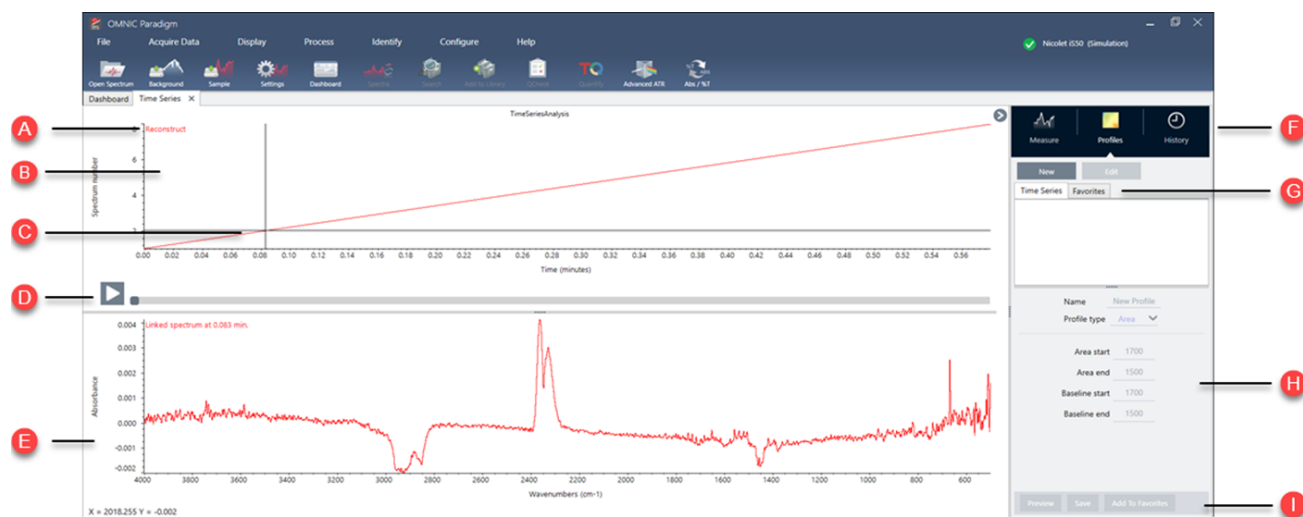 OMNIC Paradigm
File Acquire Data Display Process Identify Configure Help
Nicolet iS50 (Simulation)
Open Spectrum Background Sample Settings Dashboard Spectra Search Add to Library QCheck Quantify Advanced ATR Abs / %T
Dashboard Time Series X
TimeSeriesAnalysis
A
Reconstruct
B
C
Spectrum number
8
6
4
2
0.00 0.02 0.04 0.06 0.08 0.10 0.12 0.14 0.16 0.18 0.20 0.22 0.24 0.26 0.28 0.30 0.32 0.34 0.36 0.38 0.40 0.42 0.44 0.46 0.48 0.50 0.52 0.54 0.56
Time (minutes)
D
Linked spectrum at 0.083 min.
E
Absorbance
0.004
0.003
0.002
0.001
0.000
-0.001
-0.002
4000 3800 3600 3400 3200 3000 2800 2600 2400 2200 2000 1800 1600 1400 1200 1000 800 600
Wavenumbers (cm-1)
X = 2018.255 Y = -0.002
Measure Profiles History
F
New Edit
Time Series Favorites
G
Name New Profile
Profile type Area
Area start 1700
Area end 1500
H
Baseline start 1700
Baseline end 1500
Preview Save Add To Favorites
I